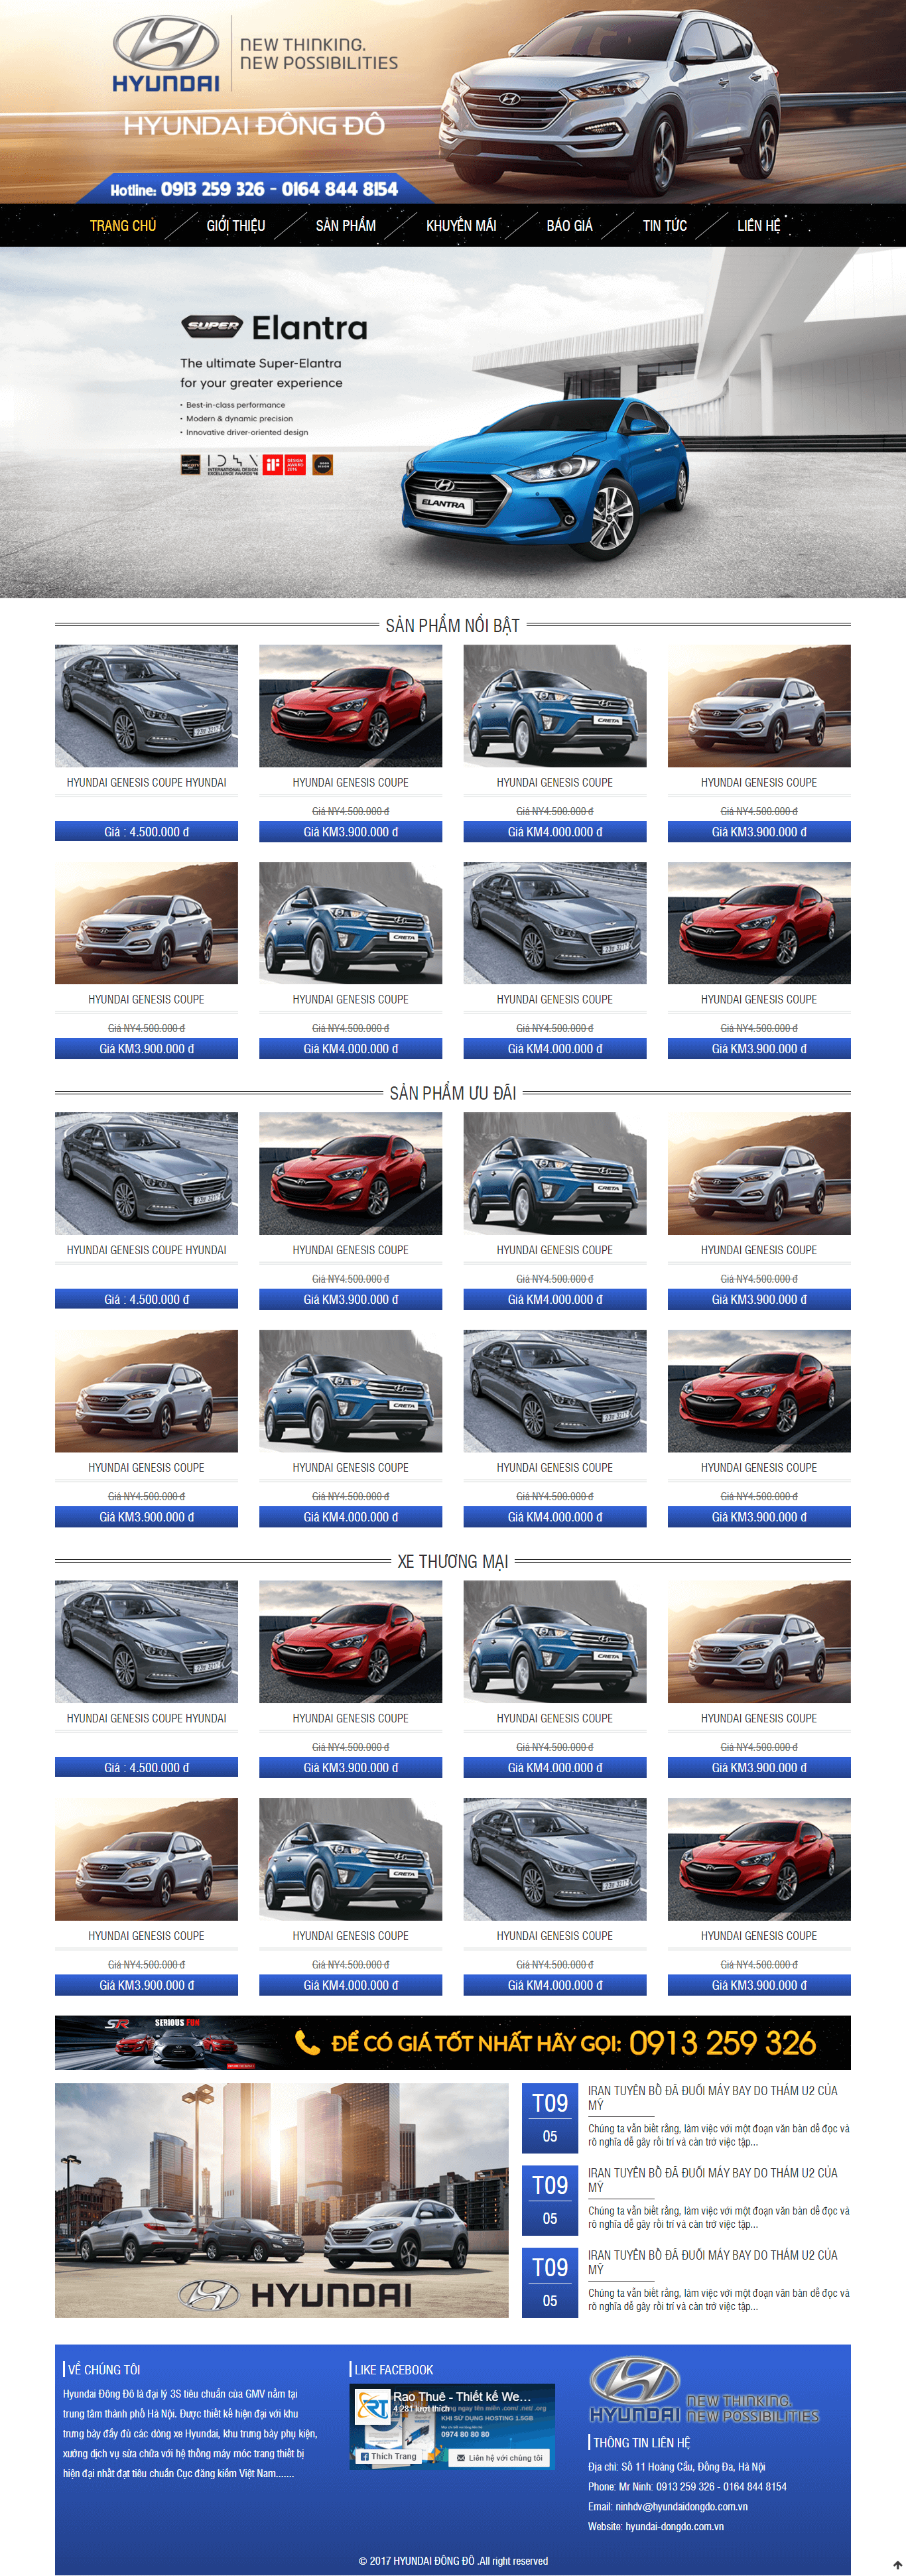 HYUNDAI
NEW THINKING.
NEW POSSIBILITIES
HYUNDAI ĐÔNG ĐÔ
Hotline: 0913 259 326 - 0164 844 8154
TRANG CHỦ GIỚI THIỆU SẢN PHẨM KHUYẾN MÃI BÁO GIÁ TIN TỨC LIÊN HỆ
SUPER Elantra
The ultimate Super-Elantra
for your greater experience
• Best-in-class performance
• Modern & dynamic precision
• Innovative driver-oriented design
ELANTRA
SẢN PHẨM NỔI BẬT
CRETA
HYUNDAI GENESIS COUPE HYUNDAI HYUNDAI GENESIS COUPE HYUNDAI GENESIS COUPE HYUNDAI GENESIS COUPE
Giá NY4.500.000 đ Giá NY4.500.000 đ Giá NY4.500.000 đ
Giá : 4.500.000 đ Giá KM3.900.000 đ Giá KM4.000.000 đ Giá KM3.900.000 đ
CRETA
HYUNDAI GENESIS COUPE HYUNDAI GENESIS COUPE HYUNDAI GENESIS COUPE HYUNDAI GENESIS COUPE
Giá NY4.500.000 đ Giá NY4.500.000 đ Giá NY4.500.000 đ Giá NY4.500.000 đ
Giá KM3.900.000 đ Giá KM4.000.000 đ Giá KM4.000.000 đ Giá KM3.900.000 đ
SẢN PHẨM ƯU ĐÃI
CRETA
HYUNDAI GENESIS COUPE HYUNDAI HYUNDAI GENESIS COUPE HYUNDAI GENESIS COUPE HYUNDAI GENESIS COUPE
Giá NY4.500.000 đ Giá NY4.500.000 đ Giá NY4.500.000 đ
Giá : 4.500.000 đ Giá KM3.900.000 đ Giá KM4.000.000 đ Giá KM3.900.000 đ
CRETA
HYUNDAI GENESIS COUPE HYUNDAI GENESIS COUPE HYUNDAI GENESIS COUPE HYUNDAI GENESIS COUPE
Giá NY4.500.000 đ Giá NY4.500.000 đ Giá NY4.500.000 đ Giá NY4.500.000 đ
Giá KM3.900.000 đ Giá KM4.000.000 đ Giá KM4.000.000 đ Giá KM3.900.000 đ
XE THƯƠNG MẠI
CRETA
HYUNDAI GENESIS COUPE HYUNDAI HYUNDAI GENESIS COUPE HYUNDAI GENESIS COUPE HYUNDAI GENESIS COUPE
Giá NY4.500.000 đ Giá NY4.500.000 đ Giá NY4.500.000 đ
Giá : 4.500.000 đ Giá KM3.900.000 đ Giá KM4.000.000 đ Giá KM3.900.000 đ
CRETA
HYUNDAI GENESIS COUPE HYUNDAI GENESIS COUPE HYUNDAI GENESIS COUPE HYUNDAI GENESIS COUPE
Giá NY4.500.000 đ Giá NY4.500.000 đ Giá NY4.500.000 đ Giá NY4.500.000 đ
Giá KM3.900.000 đ Giá KM4.000.000 đ Giá KM4.000.000 đ Giá KM3.900.000 đ
SR SERIOUS FUN
ĐỂ CÓ GIÁ TỐT NHẤT HÃY GỌI: 0913 259 326
HYUNDAI
T09
05
IRAN TUYÊN BỐ ĐÃ ĐUỔI MÁY BAY DO THÁM U2 CỦA
MỸ
Chúng ta vẫn biết rằng, làm việc với một đoạn văn bản dễ đọc và
rõ nghĩa dễ gây rối trí và cản trở việc tập...
T09
05
IRAN TUYÊN BỐ ĐÃ ĐUỔI MÁY BAY DO THÁM U2 CỦA
MỸ
Chúng ta vẫn biết rằng, làm việc với một đoạn văn bản dễ đọc và
rõ nghĩa dễ gây rối trí và cản trở việc tập...
T09
05
IRAN TUYÊN BỐ ĐÃ ĐUỔI MÁY BAY DO THÁM U2 CỦA
MỸ
Chúng ta vẫn biết rằng, làm việc với một đoạn văn bản dễ đọc và
rõ nghĩa dễ gây rối trí và cản trở việc tập...
VỀ CHÚNG TÔI
Hyundai Đông Đô là đại lý 3S tiêu chuẩn của GMV nằm tại
trung tâm thành phố Hà Nội. Được thiết kế hiện đại với khu
trưng bày đầy đủ các dòng xe Hyundai, khu trưng bày phụ kiện,
xưởng dịch vụ sửa chữa với hệ thống máy móc trang thiết bị
hiện đại nhất đạt tiêu chuẩn Cục đăng kiểm Việt Nam.......
LIKE FACEBOOK
RT
Rao Thuê - Thiết kế We...
4.281 lượt thích
KHI SỬ DỤNG HOSTING 1.5GB
0974 80 80 80
Thích Trang
Liên hệ với chúng tôi
HYUNDAI
NEW THINKING.
NEW POSSIBILITIES
THÔNG TIN LIÊN HỆ
Địa chỉ: Số 11 Hoàng Cầu, Đống Đa, Hà Nội
Phone: Mr Ninh: 0913 259 326 - 0164 844 8154
Email: ninhdv@hyundaidongdo.com.vn
Website: hyundai-dongdo.com.vn
© 2017 HYUNDAI ĐÔNG ĐÔ .All right reserved